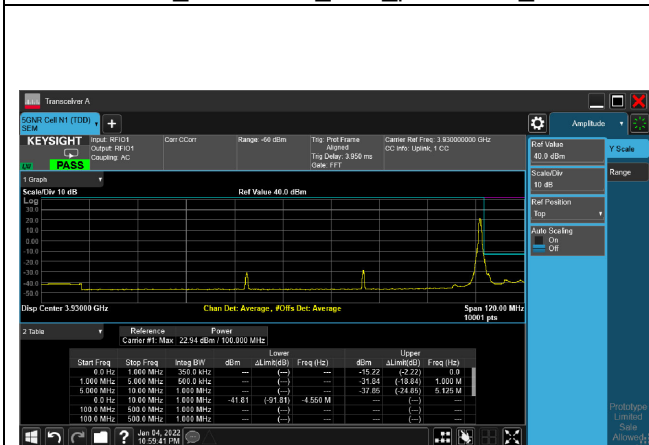 Transceiver A
5GNR Cell N1 (TDD)
SEM
Amplitude
KEYSIGHT
Input: RFIO1
Output: RFIO1
Coupling: AC
Corr CCorr
Range: -60 dBm
Trig: Prot Frame
Aligned
Trig Delay: 3.950 ms
Gate: FFT
Carrier Ref Freq: 3.930000000 GHz
CC Info: Uplink, 1 CC
PASS
1 Graph
Scale/Div 10 dB
Ref Value 40.0 dBm
Log
30.0
20.0
10.0
0.00
-10.0
-20.0
-30.0
-40.0
-50.0
Disp Center 3.93000 GHz
Chan Det: Average, #Offs Det: Average
Span 120.00 MHz
10001 pts
2 Table
Reference Power
Carrier #1: Max 22.94 dBm / 100.000 MHz
Lower Upper
Start Freq Stop Freq Integ BW dBm ΔLimit(dB) Freq (Hz) dBm ΔLimit(dB) Freq (Hz)
0.0 Hz 1.000 MHz 350.0 kHz --- (---) --- -15.22 (-2.22) 0.0
1.000 MHz 5.000 MHz 500.0 kHz --- (---) --- -31.84 (-18.84) 1.000 M
5.000 MHz 10.00 MHz 1.000 MHz --- (---) --- -37.65 (-24.65) 5.125 M
0.0 Hz 10.00 MHz 1.000 MHz -41.81 (-91.81) -4.550 M --- (---) ---
100.0 MHz 500.0 MHz 1.000 MHz --- (---) --- --- (---) ---
100.0 MHz 500.0 MHz 1.000 MHz --- (---) --- --- (---) ---
Ref Value
40.0 dBm
Scale/Div
10 dB
Ref Position
Top
Auto Scaling
On
Off
Y Scale
Range
Prototype
Limited
Sale
Allowed
?
Jan 04, 2022
10:59:41 PM